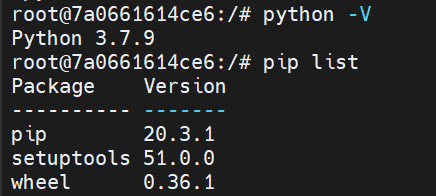 root@7a0661614ce6:/# python -V
Python 3.7.9
root@7a0661614ce6:/# pip list
Package    Version
---------- -------
pip        20.3.1
setuptools 51.0.0
wheel      0.36.1